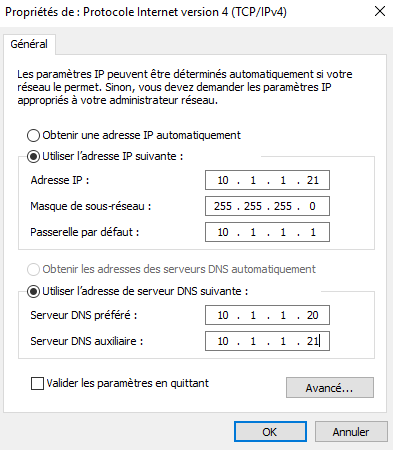 Propriétés de : Protocole Internet version 4 (TCP/IPv4)
Général
Les paramètres IP peuvent être déterminés automatiquement si votre
réseau le permet. Sinon, vous devez demander les paramètres IP
appropriés à votre administrateur réseau.
Obtenir une adresse IP automatiquement
Utiliser l'adresse IP suivante :
Adresse IP : 10 . 1 . 1 . 21
Masque de sous-réseau : 255 . 255 . 255 . 0
Passerelle par défaut : 10 . 1 . 1 . 1
Obtenir les adresses des serveurs DNS automatiquement
Utiliser l'adresse de serveur DNS suivante :
Serveur DNS préféré : 10 . 1 . 1 . 20
Serveur DNS auxiliaire : 10 . 1 . 1 . 21
Valider les paramètres en quittant
Avancé...
OK Annuler